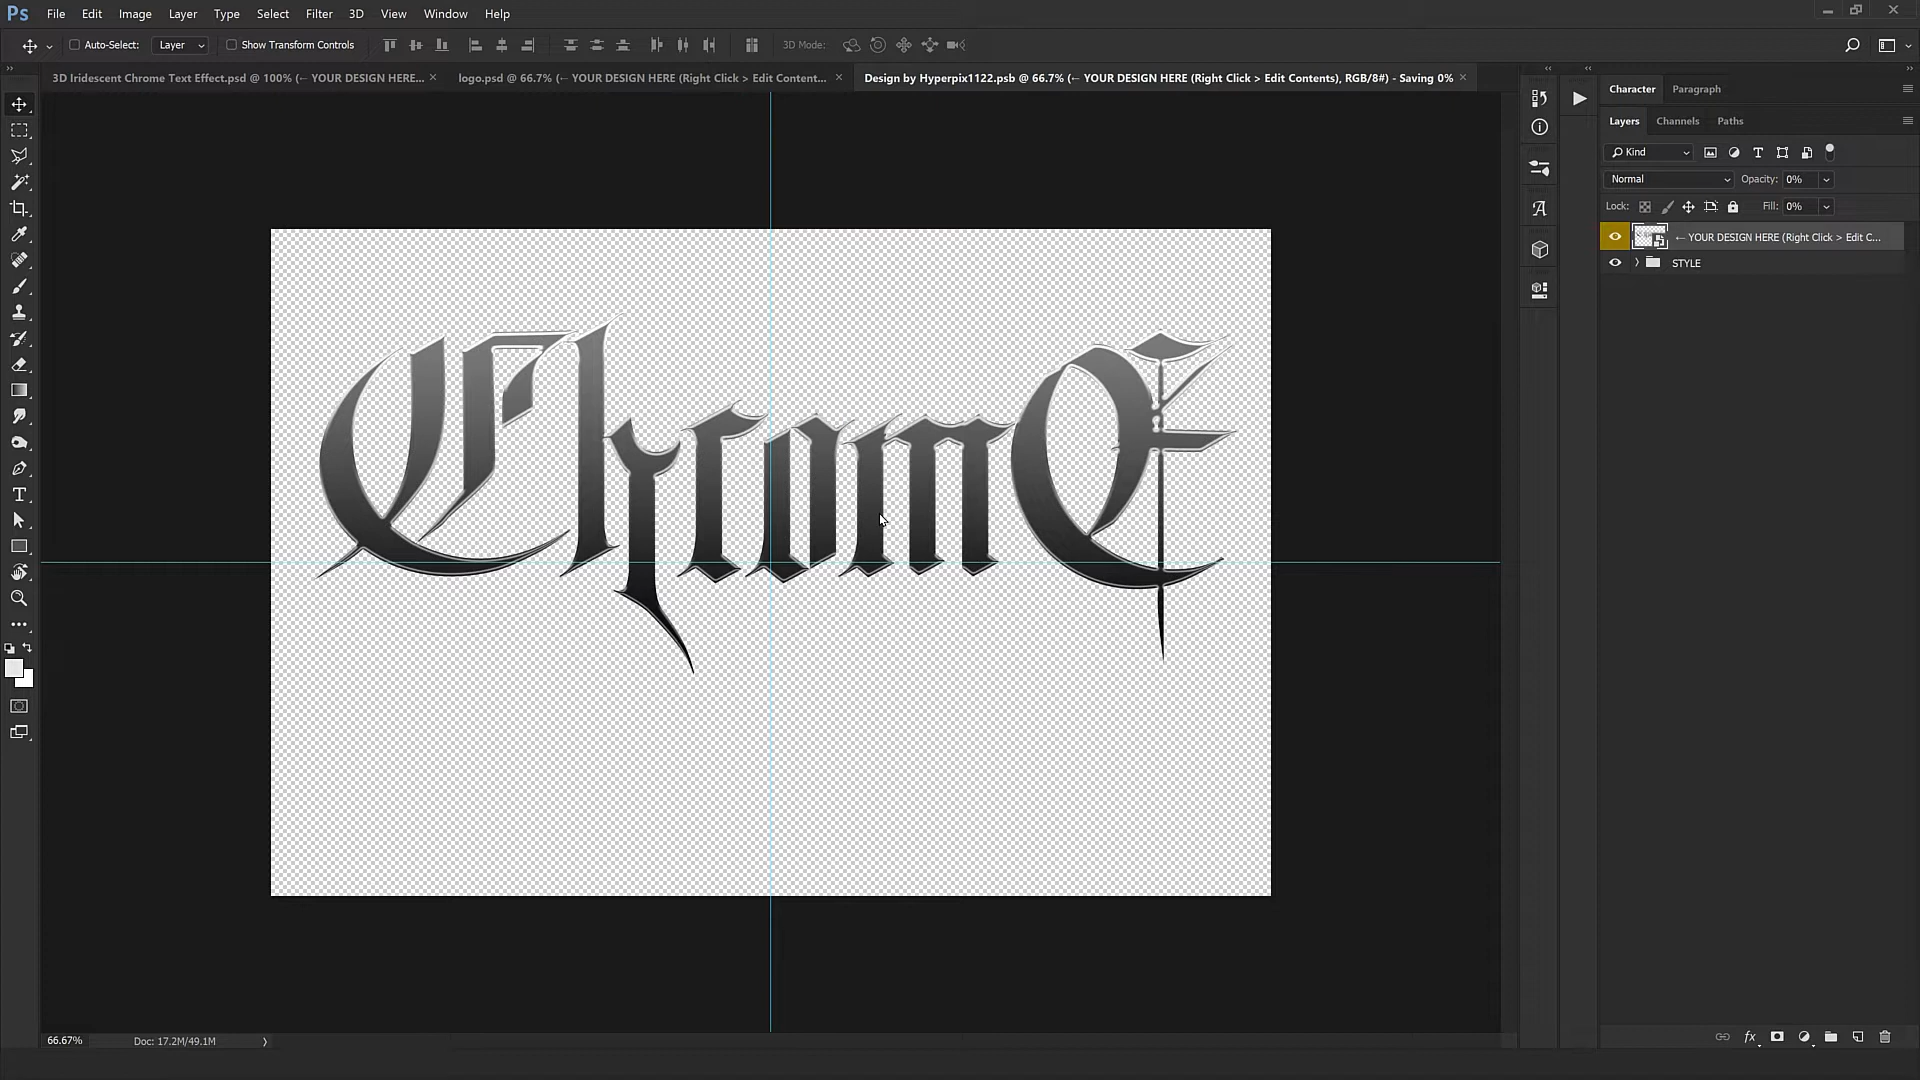 Ps File Edit Image Layer Type Select Filter 3D View Window Help
Auto-Select: Layer Show Transform Controls 3D Mode:
3D Iridescent Chrome Text Effect.psd @ 100% (← YOUR DESIGN HERE... × logo.psd @ 66.7% (← YOUR DESIGN HERE (Right Click > Edit Content... × Design by Hyperpix1122.psb @ 66.7% (← YOUR DESIGN HERE (Right Click > Edit Contents), RGB/8#) - Saving 0% ×
Character Paragraph
Layers Channels Paths
Kind
Normal Opacity: 0%
Lock: Fill: 0%
← YOUR DESIGN HERE (Right Click > Edit C...
STYLE
ChromE
66.67% Doc: 17.2M/49.1M